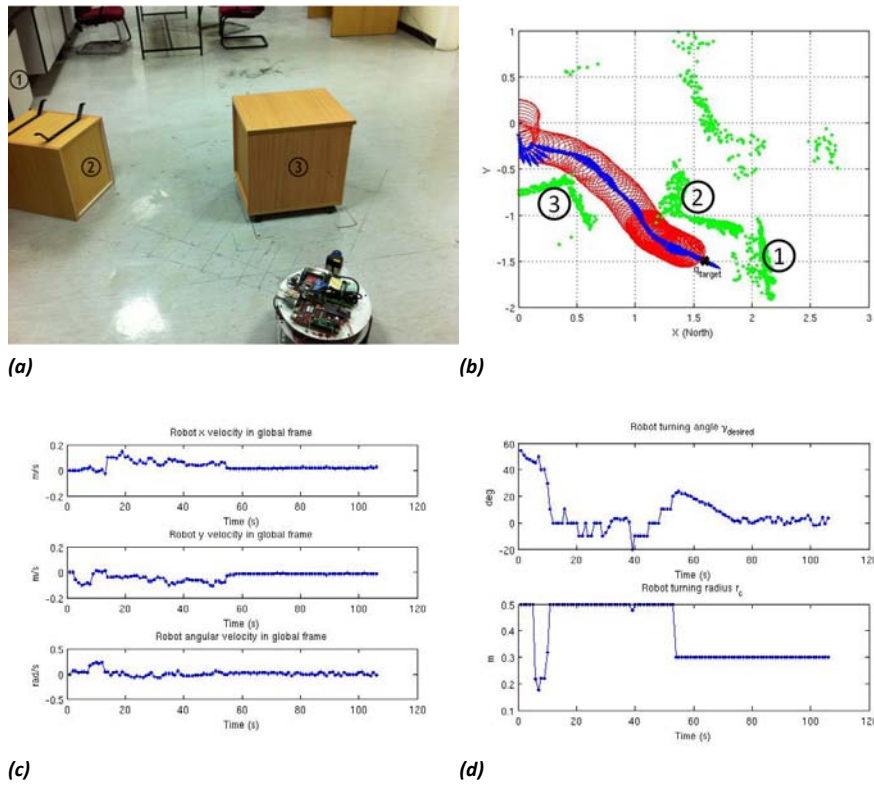 ①
②
③
(a)
1
0.5
0
-0.5
-1
-1.5
-2
Y
0
0.5
1
1.5
2
2.5
3
X (North)
①
②
③
q_target
(b)
Robot x velocity in global frame
m/s
0.2
0
-0.2
0 20 40 60 80 100 120
Time (s)
Robot y velocity in global frame
m/s
0.2
0
-0.2
0 20 40 60 80 100 120
Time (s)
Robot angular velocity in global frame
rad/s
0.5
0
-0.5
0 20 40 60 80 100 120
Time (s)
(c)
Robot turning angle γ_desired
deg
60
40
20
0
-20
0 20 40 60 80 100 120
Time (s)
Robot turning radius r_c
m
0.5
0.4
0.3
0.2
0.1
0 20 40 60 80 100 120
Time (s)
(d)